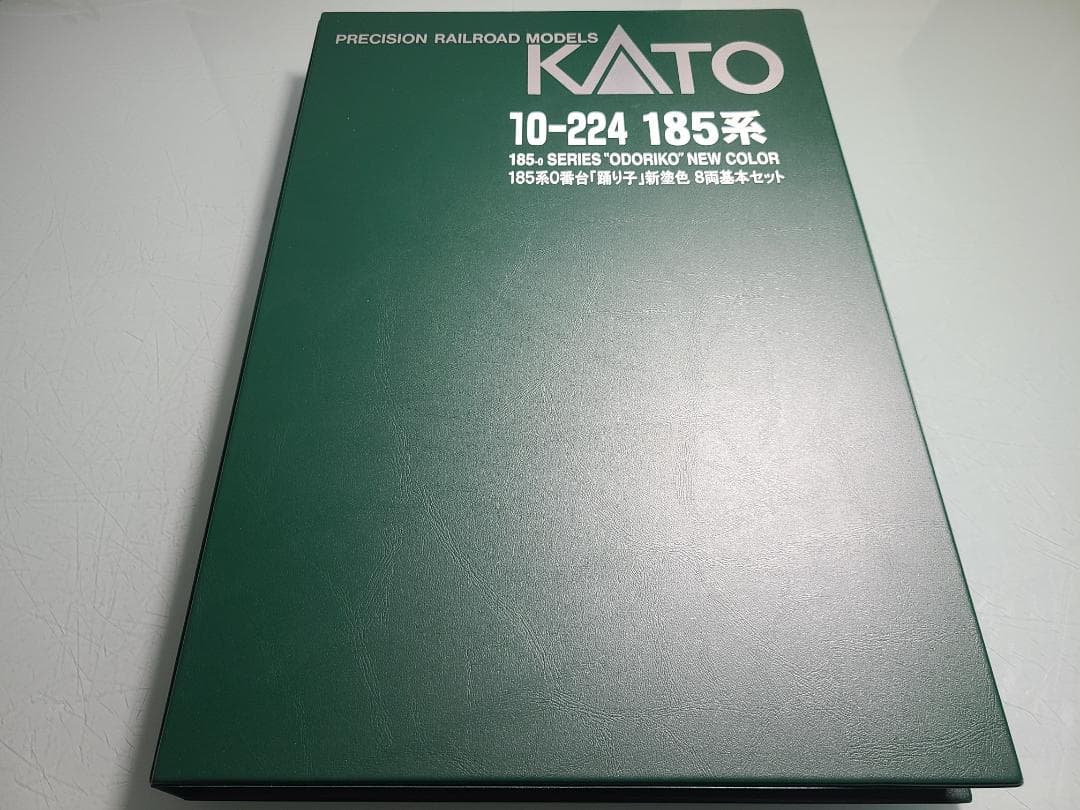 PRECISION RAILROAD MODELS
KATO
10-224 185系
185-0 SERIES "ODORIKO" NEW COLOR
185系0番台「踊り子」新塗色 8両基本セット